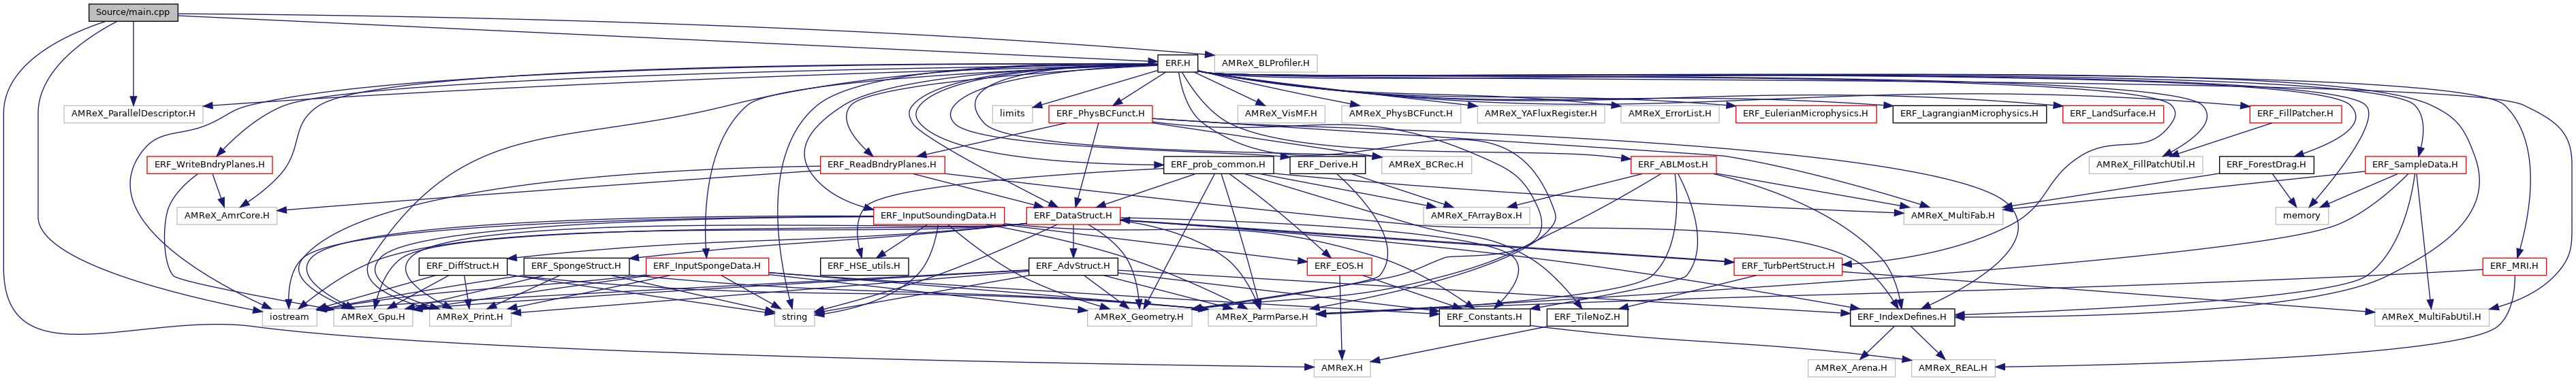 Source/main.cpp
ERF.H
AMReX_BLProfiler.H
AMReX_ParallelDescriptor.H
limits
ERF_PhysBCFunct.H
AMReX_VisMF.H
AMReX_PhysBCFunct.H
AMReX_YAFluxRegister.H
AMReX_ErrorList.H
ERF_EulerianMicrophysics.H
ERF_LagrangianMicrophysics.H
ERF_LandSurface.H
ERF_FillPatcher.H
ERF_WriteBndryPlanes.H
ERF_ReadBndryPlanes.H
ERF_prob_common.H
ERF_Derive.H
AMReX_BCRec.H
ERF_ABLMost.H
AMReX_FillPatchUtil.H
ERF_ForestDrag.H
ERF_SampleData.H
AMReX_AmrCore.H
ERF_InputSoundingData.H
ERF_DataStruct.H
AMReX_FArrayBox.H
AMReX_MultiFab.H
memory
ERF_DiffStruct.H
ERF_SpongeStruct.H
ERF_InputSpongeData.H
ERF_HSE_utils.H
ERF_AdvStruct.H
ERF_EOS.H
ERF_TurbPertStruct.H
ERF_MRI.H
iostream
AMReX_Gpu.H
AMReX_Print.H
string
AMReX_Geometry.H
AMReX_ParmParse.H
ERF_Constants.H
ERF_TileNoZ.H
ERF_IndexDefines.H
AMReX_MultiFabUtil.H
AMReX.H
AMReX_Arena.H
AMReX_REAL.H